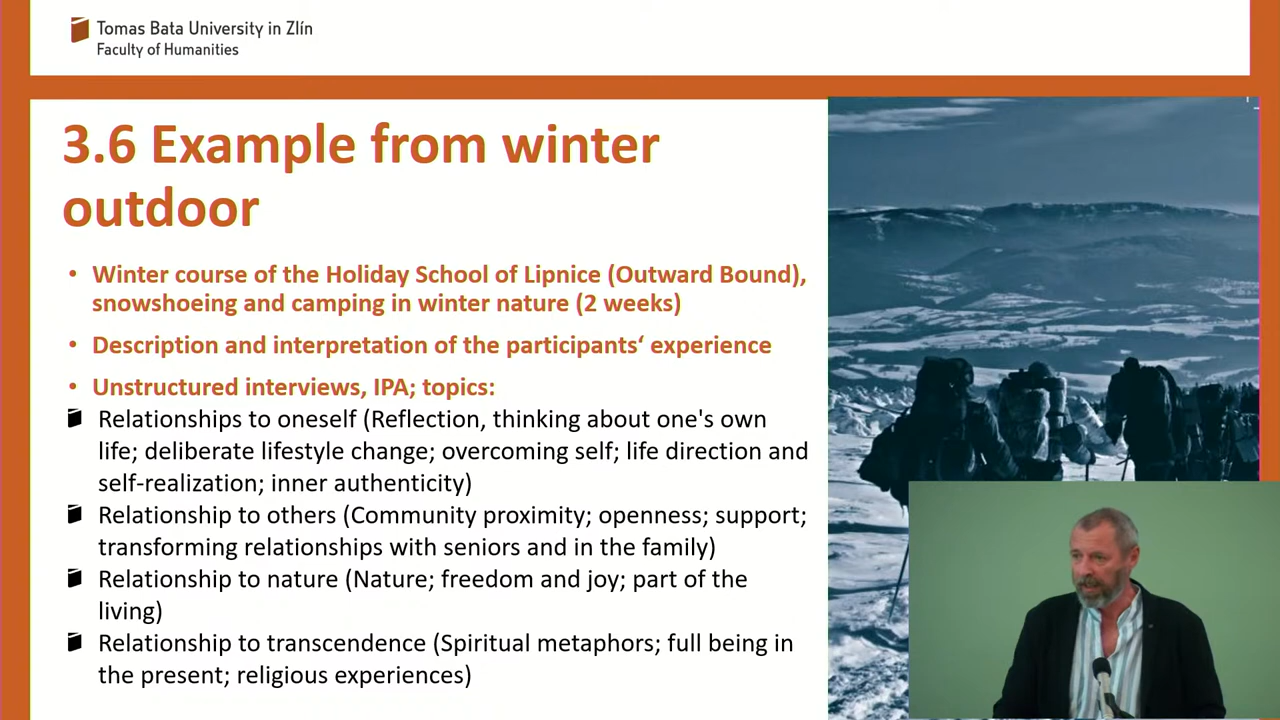 Tomas Bata University in Zlín
Faculty of Humanities
3.6 Example from winter
outdoor
• Winter course of the Holiday School of Lipnice (Outward Bound),
snowshoeing and camping in winter nature (2 weeks)
• Description and interpretation of the participants‘ experience
• Unstructured interviews, IPA; topics:
Relationships to oneself (Reflection, thinking about one's own
life; deliberate lifestyle change; overcoming self; life direction and
self-realization; inner authenticity)
Relationship to others (Community proximity; openness; support;
transforming relationships with seniors and in the family)
Relationship to nature (Nature; freedom and joy; part of the
living)
Relationship to transcendence (Spiritual metaphors; full being in
the present; religious experiences)